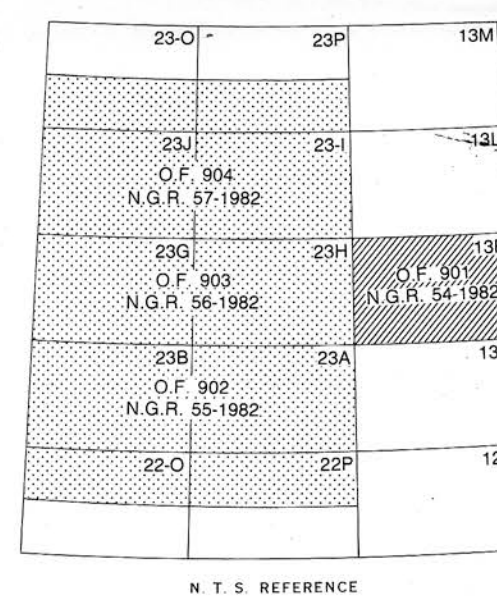 23-O 23P 13M
23J 23-I 13L
O.F. 904
N.G.R. 57-1982
23G 23H
O.F. 903 O.F. 901
N.G.R. 56-1982 N.G.R. 54-1982
23B 23A 13
O.F. 902
N.G.R. 55-1982
22-O 22P 12
N. T. S. REFERENCE